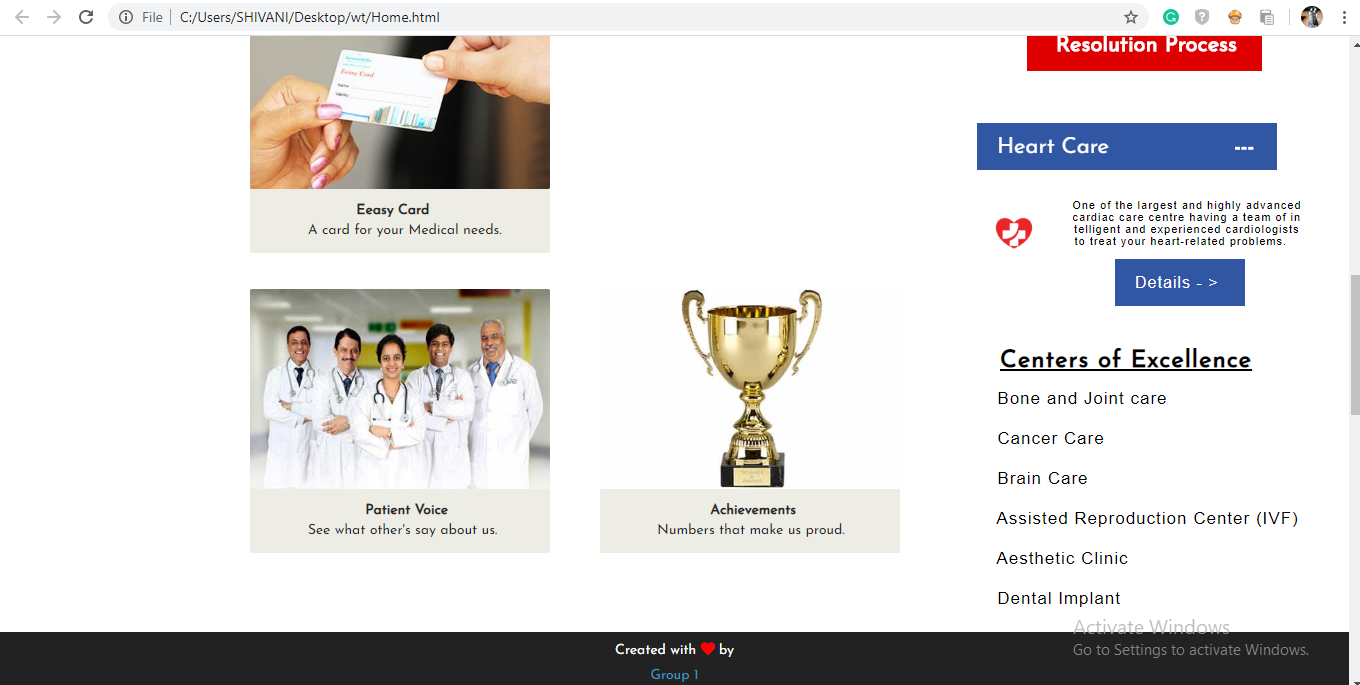 File
C:/Users/SHIVANI/Desktop/wt/Home.html
Resolution Process
Eeasy Card
Eeasy Card
A card for your Medical needs.
Heart Care
---
One of the largest and highly advanced
cardiac care centre having a team of in
telligent and experienced cardiologists
to treat your heart-related problems.
Details - >
Patient Voice
See what other's say about us.
Achievements
Numbers that make us proud.
Centers of Excellence
Bone and Joint care
Cancer Care
Brain Care
Assisted Reproduction Center (IVF)
Aesthetic Clinic
Dental Implant
Created with ❤ by
Group 1
Activate Windows
Go to Settings to activate Windows.